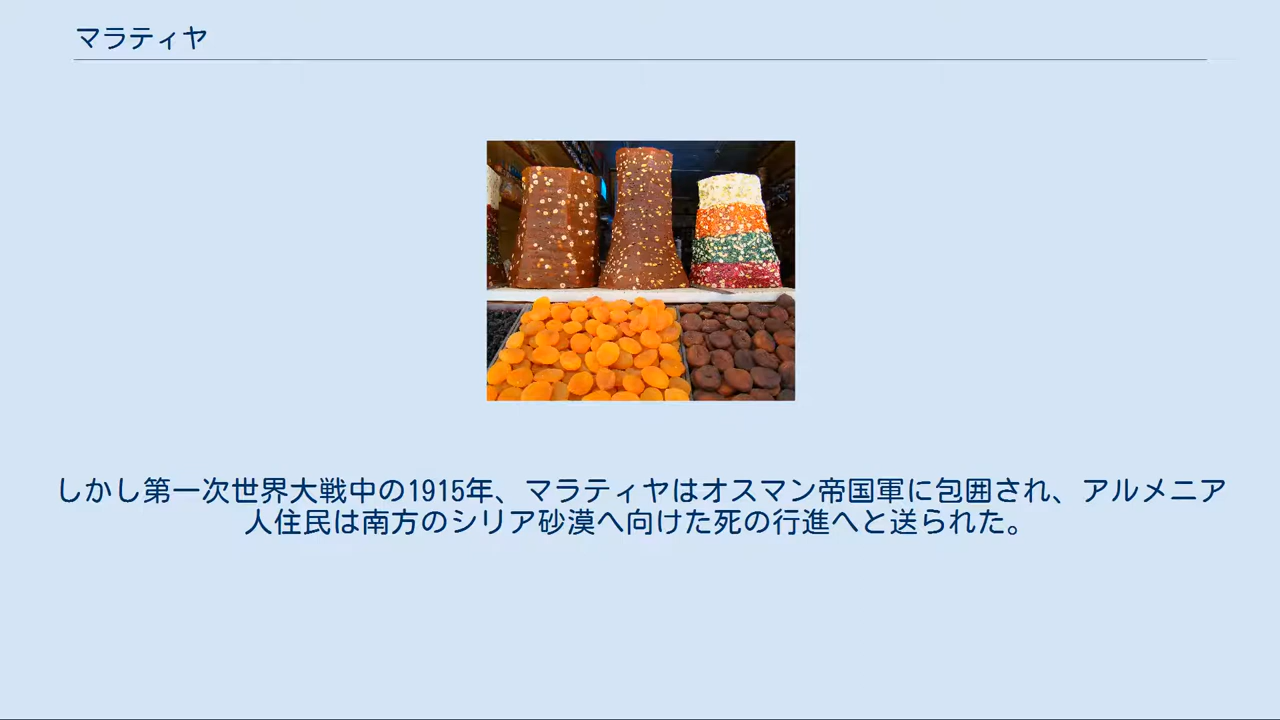 マラティヤ
しかし第一次世界大戦中の1915年、マラティヤはオスマン帝国軍に包囲され、アルメニア
人住民は南方のシリア砂漠へ向けた死の行進へと送られた。